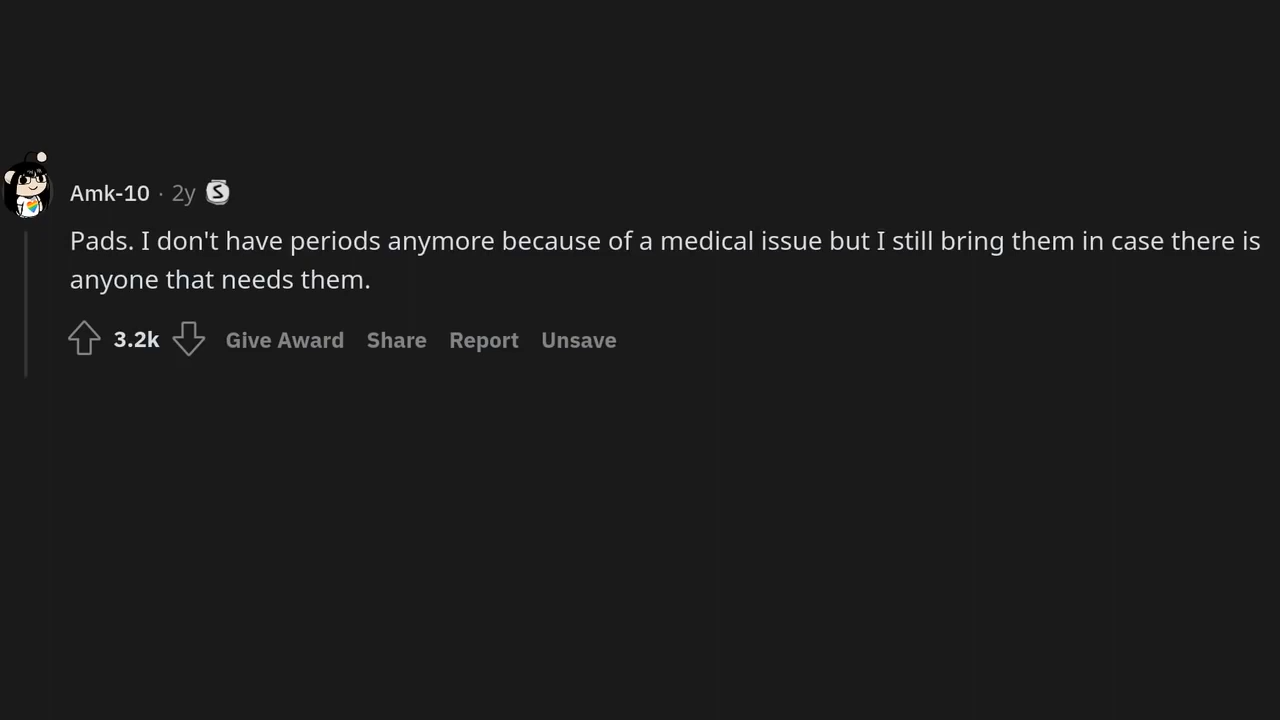 Amk-10 · 2y S
Pads. I don't have periods anymore because of a medical issue but I still bring them in case there is
anyone that needs them.
3.2k Give Award Share Report Unsave